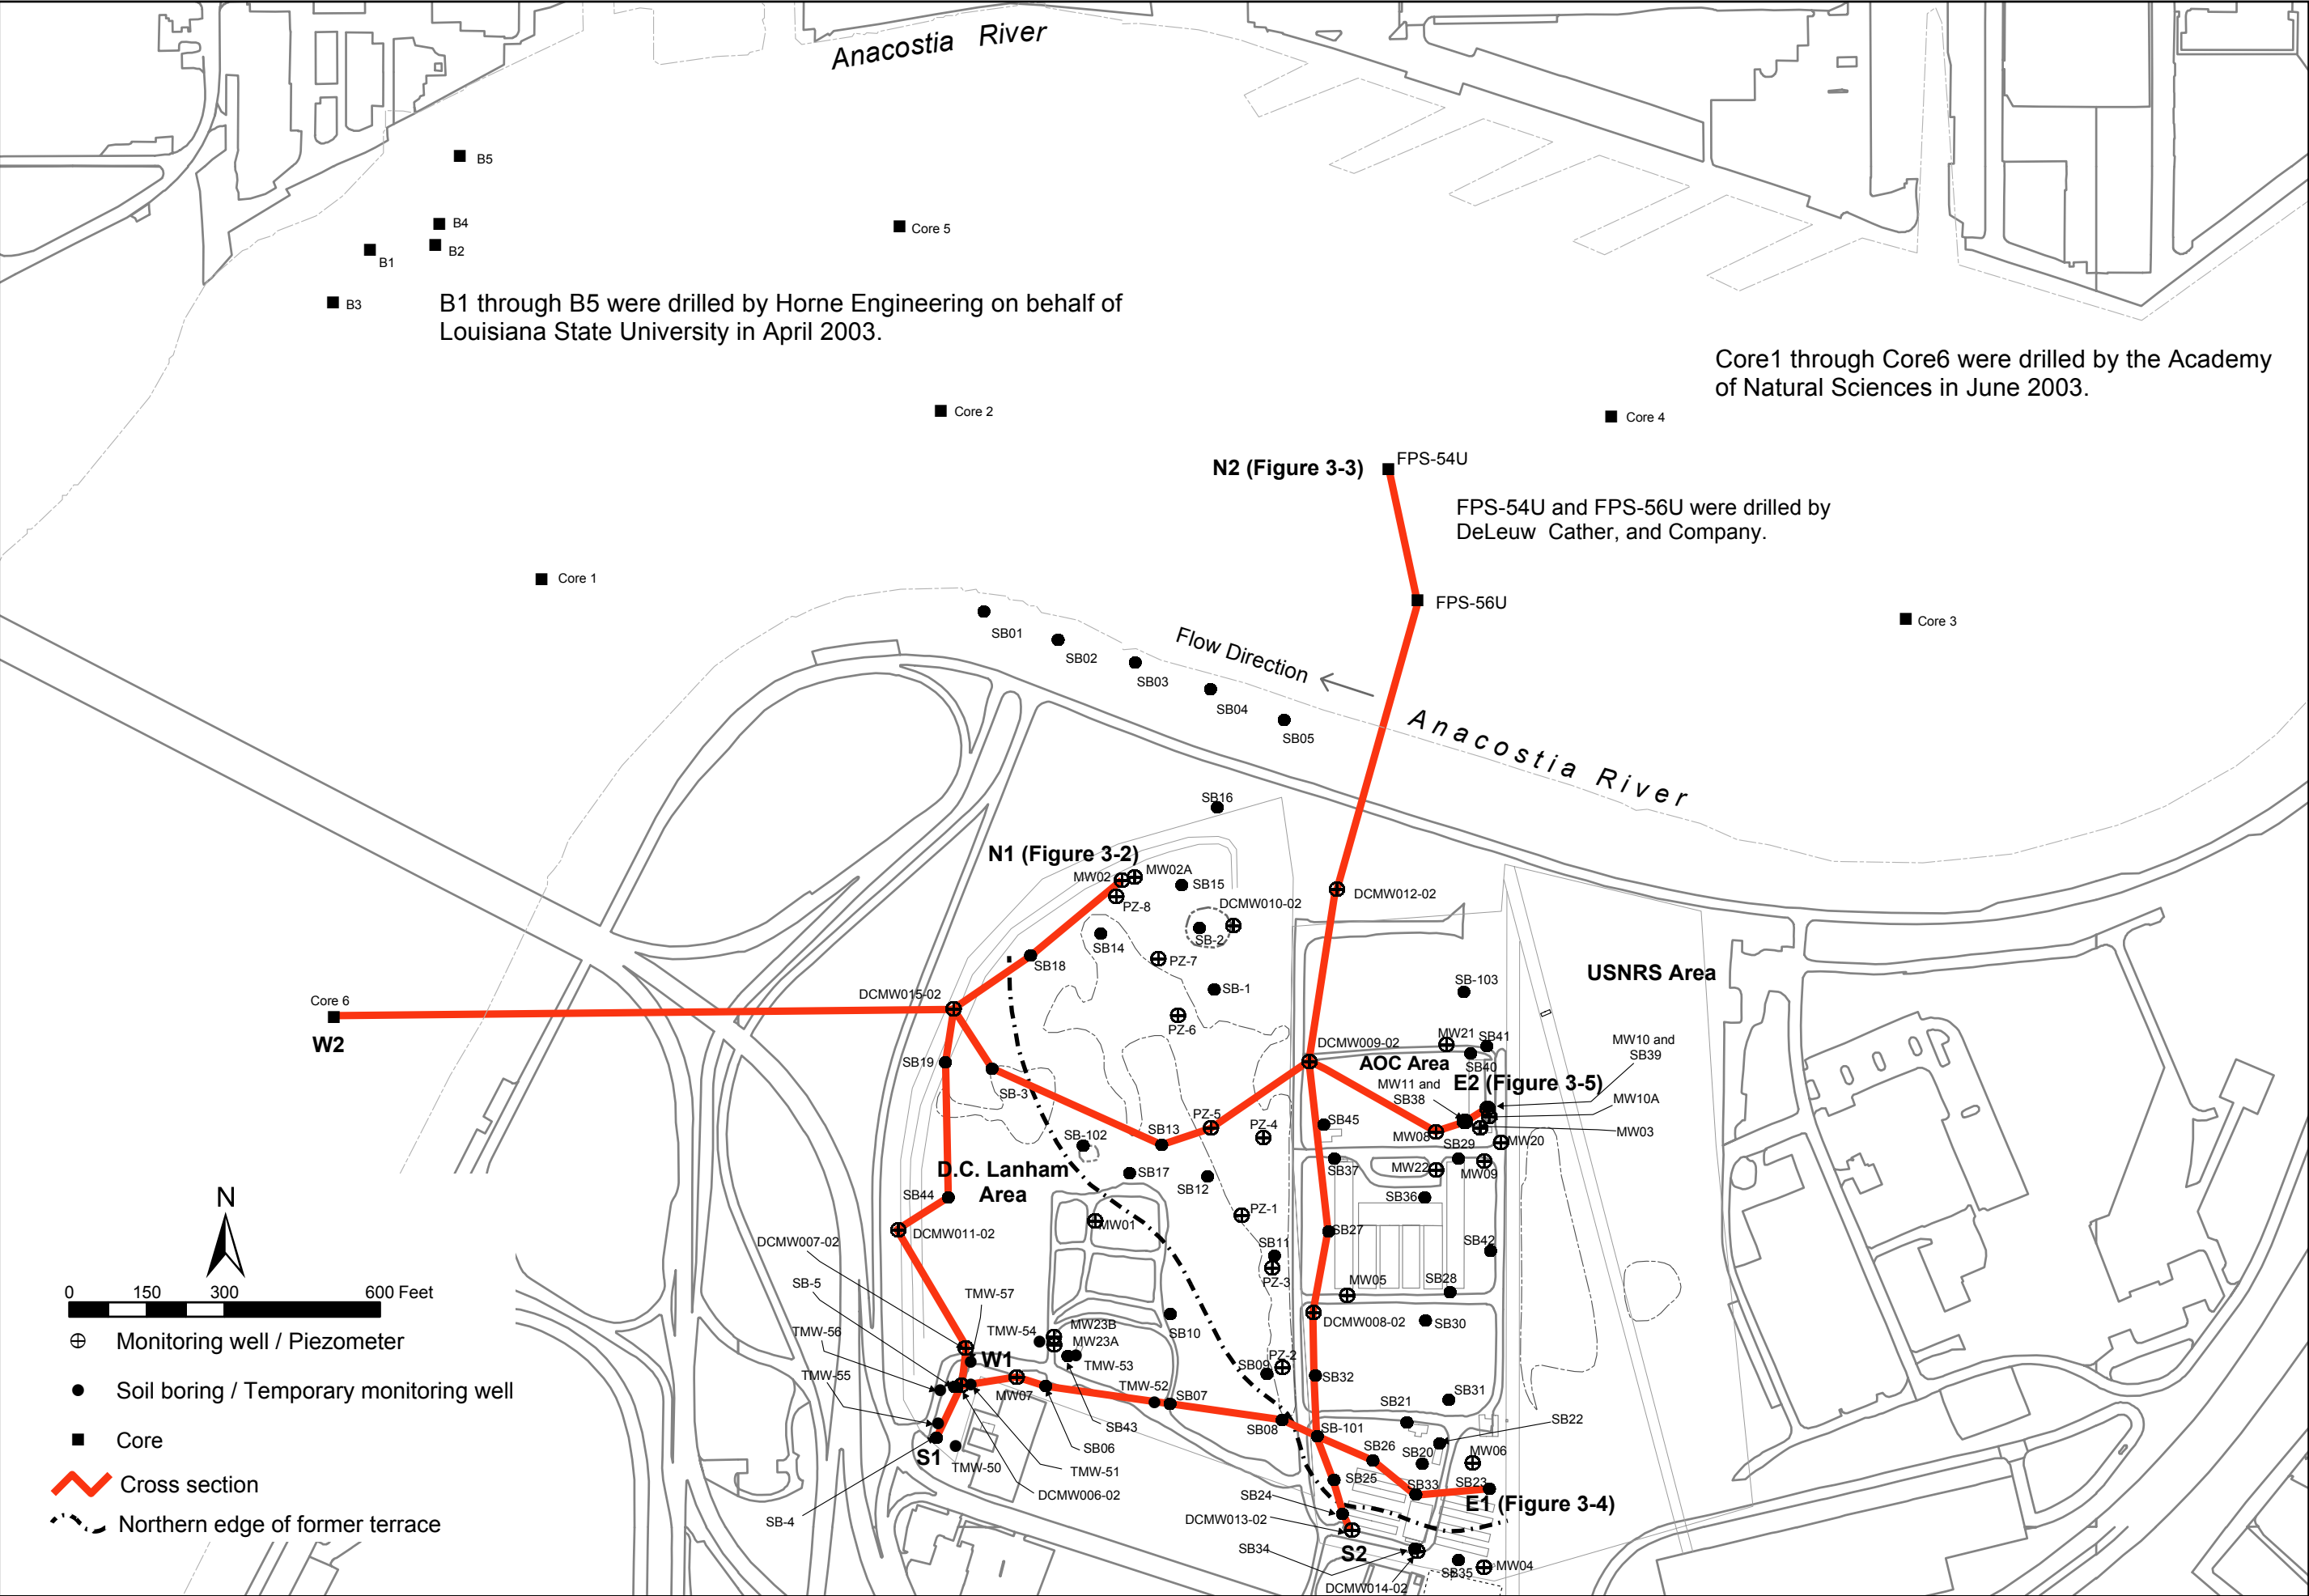 Anacostia River
B5
B4
B2
B1
B3
Core 5
B1 through B5 were drilled by Horne Engineering on behalf of
Louisiana State University in April 2003.
Core1 through Core6 were drilled by the Academy
of Natural Sciences in June 2003.
Core 2
Core 4
N2 (Figure 3-3)
FPS-54U
FPS-54U and FPS-56U were drilled by
DeLeuw Cather, and Company.
Core 1
FPS-56U
Core 3
SB01
SB02
SB03
SB04
SB05
Flow Direction
Anacostia River
SB16
N1 (Figure 3-2)
MW02
MW02A
SB15
PZ-8
DCMW010-02
DCMW012-02
SB14
SB-2
PZ-7
SB18
USNRS Area
SB-103
SB-1
DCMW015-02
Core 6
W2
PZ-6
DCMW009-02
MW21
SB41
MW10 and
SB39
SB19
AOC Area
SB40
SB-3
MW11 and
SB38
E2 (Figure 3-5)
MW10A
PZ-5
SB45
MW03
SB-102
SB13
PZ-4
MW08
SB29
MW20
D.C. Lanham
Area
SB17
SB12
SB37
MW22
MW09
SB44
SB36
MW01
PZ-1
DCMW011-02
SB27
DCMW007-02
SB11
SB42
N
PZ-3
SB-5
MW05
SB28
0 150 300 600 Feet
TMW-57
DCMW008-02
SB30
Monitoring well / Piezometer
TMW-56
TMW-54
MW23B
MW23A
SB10
W1
TMW-53
SB09
PZ-2
TMW-55
SB32
Soil boring / Temporary monitoring well
MW07
TMW-52
SB07
SB31
SB21
SB22
SB43
SB08
SB-101
Core
SB06
S1
TMW-50
TMW-51
SB26
SB20
MW06
Cross section
SB25
SB33
SB23
DCMW006-02
SB24
E1 (Figure 3-4)
SB-4
Northern edge of former terrace
DCMW013-02
SB34
S2
SB35
MW04
DCMW014-02